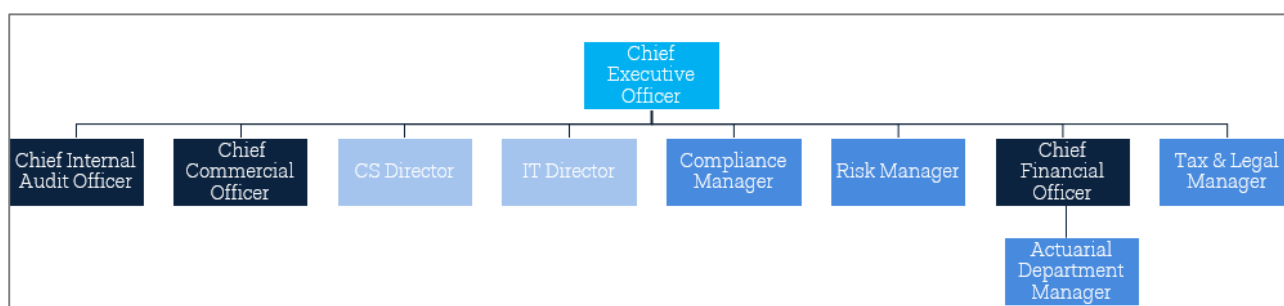 Chief
Executive
Officer
Chief Internal
Audit Officer
Chief
Commercial
Officer
CS Director
IT Director
Compliance
Manager
Risk Manager
Chief
Financial
Officer
Tax & Legal
Manager
Actuarial
Department
Manager